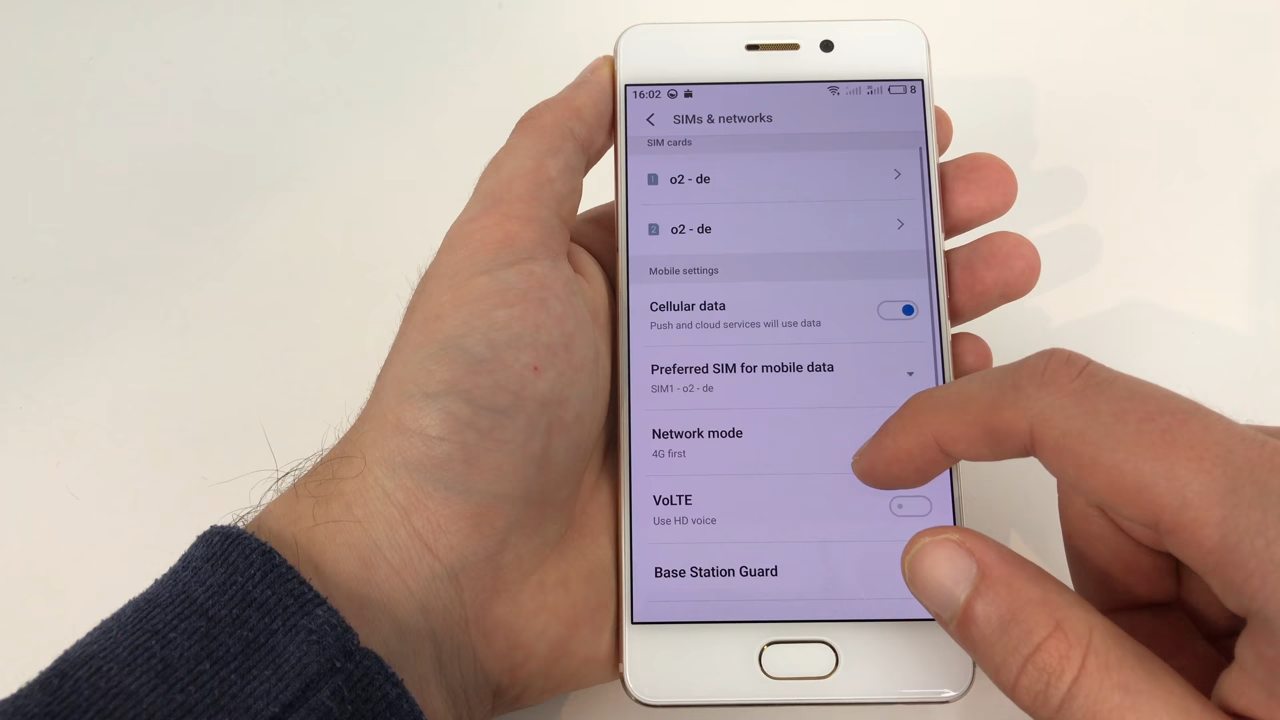 16:02 8
SIMs & networks
SIM cards
1 o2 - de
2 o2 - de
Mobile settings
Cellular data
Push and cloud services will use data
Preferred SIM for mobile data
SIM1 - o2 - de
Network mode
4G first
VoLTE
Use HD voice
Base Station Guard